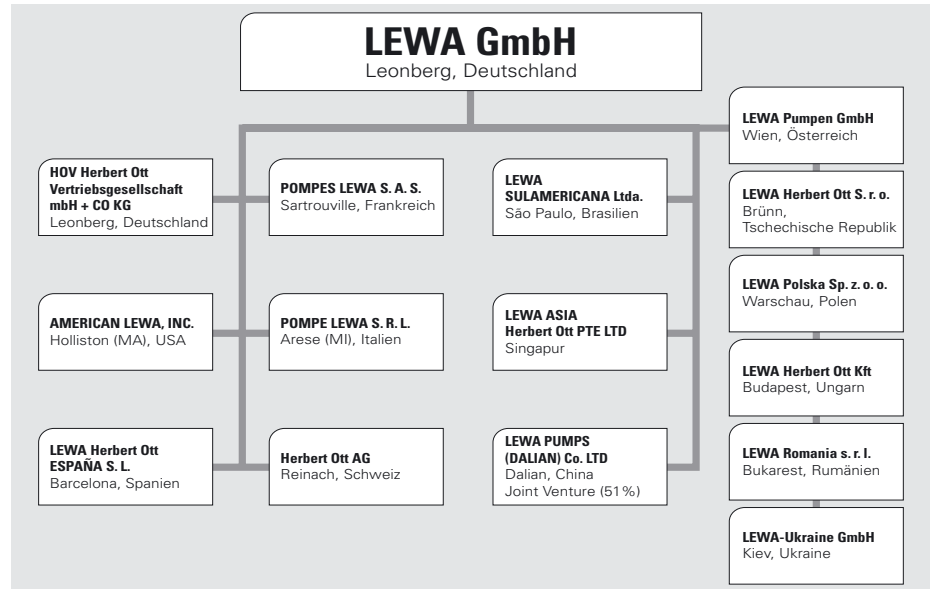 LEWA GmbH
Leonberg, Deutschland
HOV Herbert Ott
Vertriebsgesellschaft
mbH + CO KG
Leonberg, Deutschland
POMPES LEWA S. A. S.
Sartrouville, Frankreich
LEWA
SULAMERICANA Ltda.
São Paulo, Brasilien
AMERICAN LEWA, INC.
Holliston (MA), USA
POMPE LEWA S. R. L.
Arese (MI), Italien
LEWA ASIA
Herbert Ott PTE LTD
Singapur
LEWA Herbert Ott
ESPAÑA S. L.
Barcelona, Spanien
Herbert Ott AG
Reinach, Schweiz
LEWA PUMPS
(DALIAN) Co. LTD
Dalian, China
Joint Venture (51 %)
LEWA Pumpen GmbH
Wien, Österreich
LEWA Herbert Ott S. r. o.
Brünn,
Tschechische Republik
LEWA Polska Sp. z. o. o.
Warschau, Polen
LEWA Herbert Ott Kft
Budapest, Ungarn
LEWA Romania s. r. l.
Bukarest, Rumänien
LEWA-Ukraine GmbH
Kiev, Ukraine